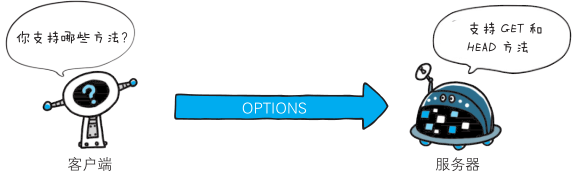 你支持哪些方法?
支持 GET 和
HEAD 方法
OPTIONS
客户端
服务器